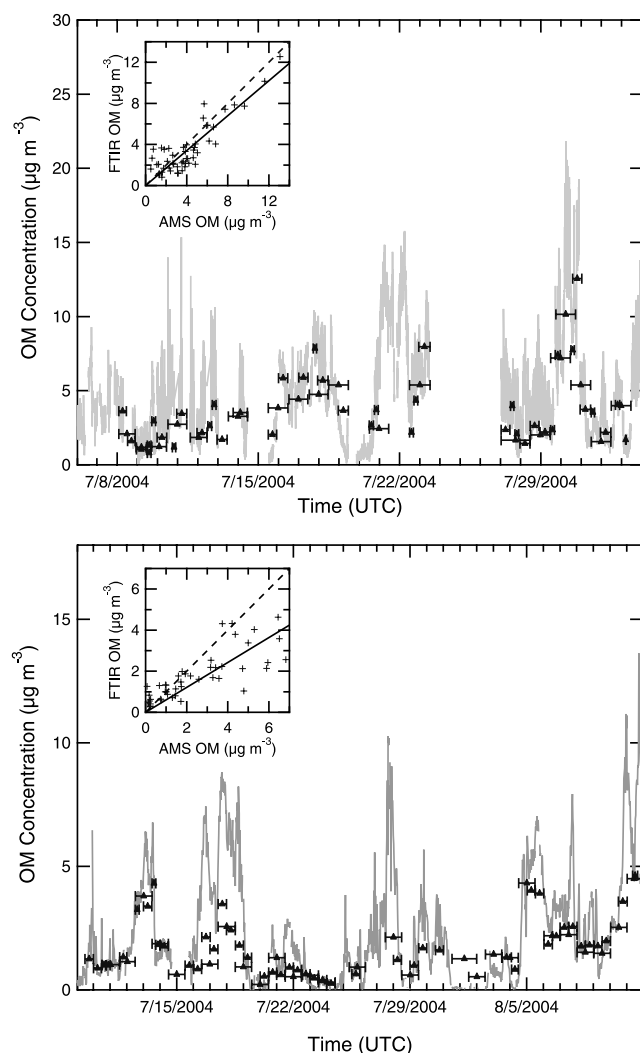 30
25
20
15
10
5
0
OM Concentration (µg m⁻³)
12
8
4
0
FTIR OM (µg m⁻³)
0 4 8 12
AMS OM (µg m⁻³)
7/8/2004 7/15/2004 7/22/2004 7/29/2004
Time (UTC)
15
10
5
0
OM Concentration (µg m⁻³)
6
4
2
0
FTIR OM (µg m⁻³)
0 2 4 6
AMS OM (µg m⁻³)
7/15/2004 7/22/2004 7/29/2004 8/5/2004
Time (UTC)